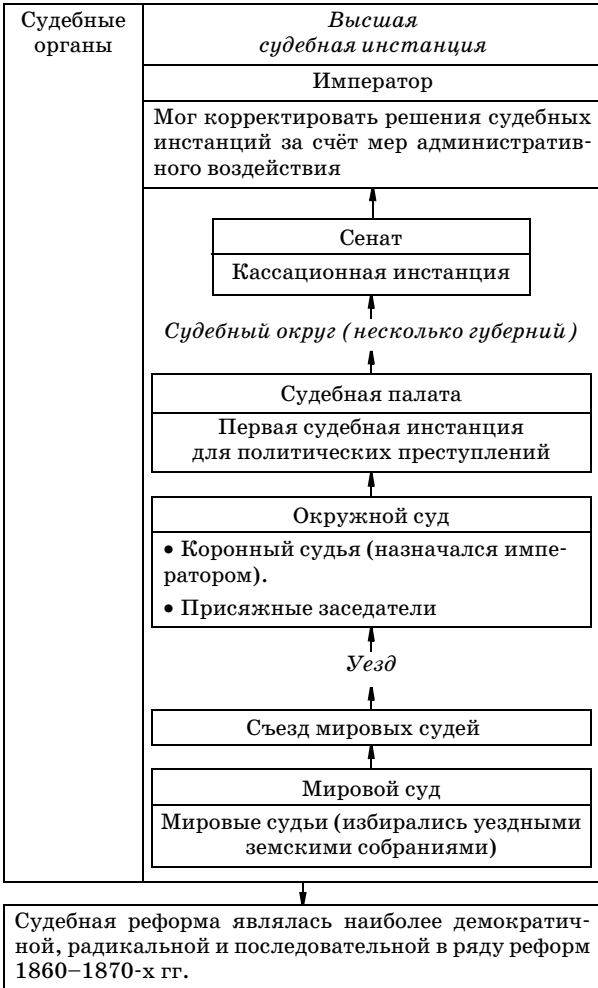 Судебные
органы
Высшая
судебная инстанция
Император
Мог корректировать решения судебных
инстанций за счёт мер административ-
ного воздействия
Сенат
Кассационная инстанция
Судебный округ (несколько губерний)
Судебная палата
Первая судебная инстанция
для политических преступлений
Окружной суд
• Коронный судья (назначался импе-
ратором).
• Присяжные заседатели
Уезд
Съезд мировых судей
Мировой суд
Мировые судьи (избирались уездными
земскими собраниями)
Судебная реформа являлась наиболее демократич-
ной, радикальной и последовательной в ряду реформ
1860–1870-х гг.